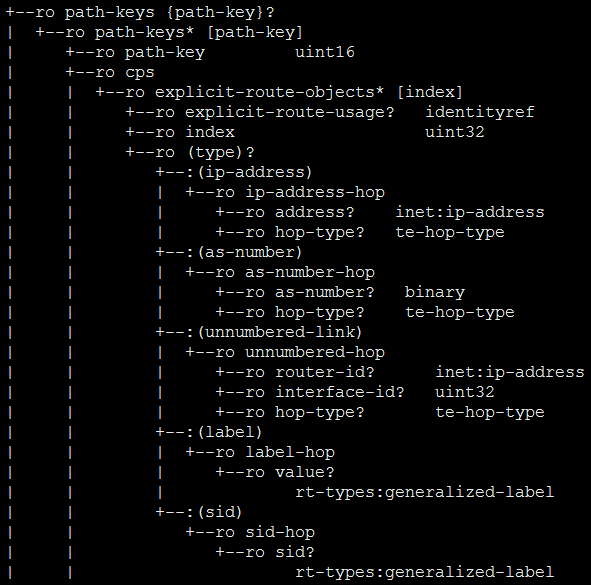 +--ro path-keys {path-key}?
|  +--ro path-keys* [path-key]
|     +--ro path-key         uint16
|     +--ro cps
|     |  +--ro explicit-route-objects* [index]
|     |     +--ro explicit-route-usage?   identityref
|     |     +--ro index                   uint32
|     |     +--ro (type)?
|     |        +--:(ip-address)
|     |        |  +--ro ip-address-hop
|     |        |     +--ro address?    inet:ip-address
|     |        |     +--ro hop-type?   te-hop-type
|     |        +--:(as-number)
|     |        |  +--ro as-number-hop
|     |        |     +--ro as-number?   binary
|     |        |     +--ro hop-type?    te-hop-type
|     |        +--:(unnumbered-link)
|     |        |  +--ro unnumbered-hop
|     |        |     +--ro router-id?      inet:ip-address
|     |        |     +--ro interface-id?   uint32
|     |        |     +--ro hop-type?       te-hop-type
|     |        +--:(label)
|     |        |  +--ro label-hop
|     |        |     +--ro value?
|     |        |             rt-types:generalized-label
|     |        +--:(sid)
|     |           +--ro sid-hop
|     |              +--ro sid?
|     |                      rt-types:generalized-label